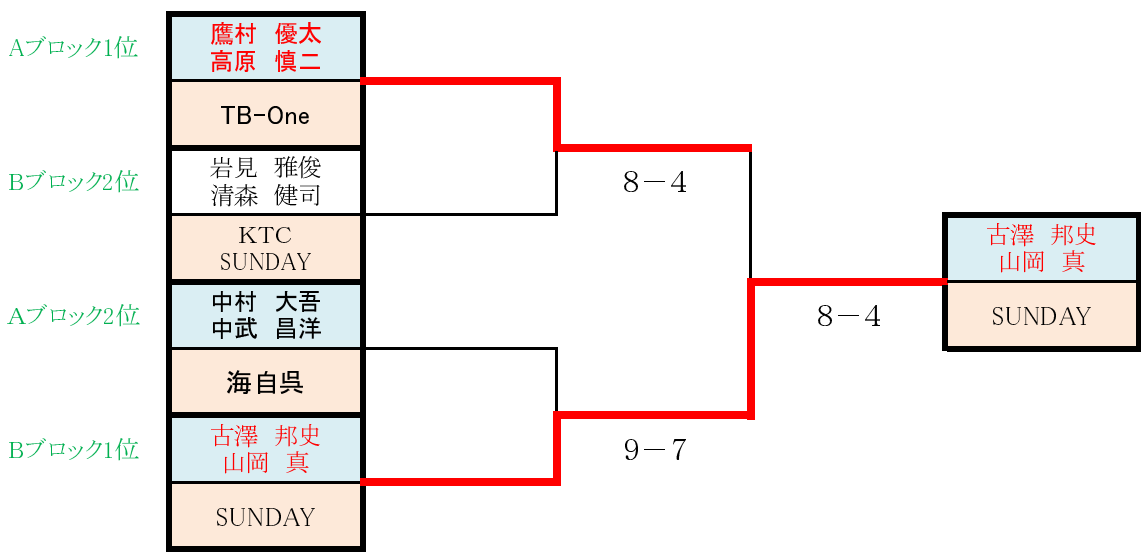 Aブロック1位
鷹村　優太
高原　慎二
TB-One
Bブロック2位
岩見　雅俊
清森　健司
KTC
SUNDAY
8－4
Aブロック2位
中村　大吾
中武　昌洋
海自呉
Bブロック1位
古澤　邦史
山岡　真
SUNDAY
9－7
8－4
古澤　邦史
山岡　真
SUNDAY